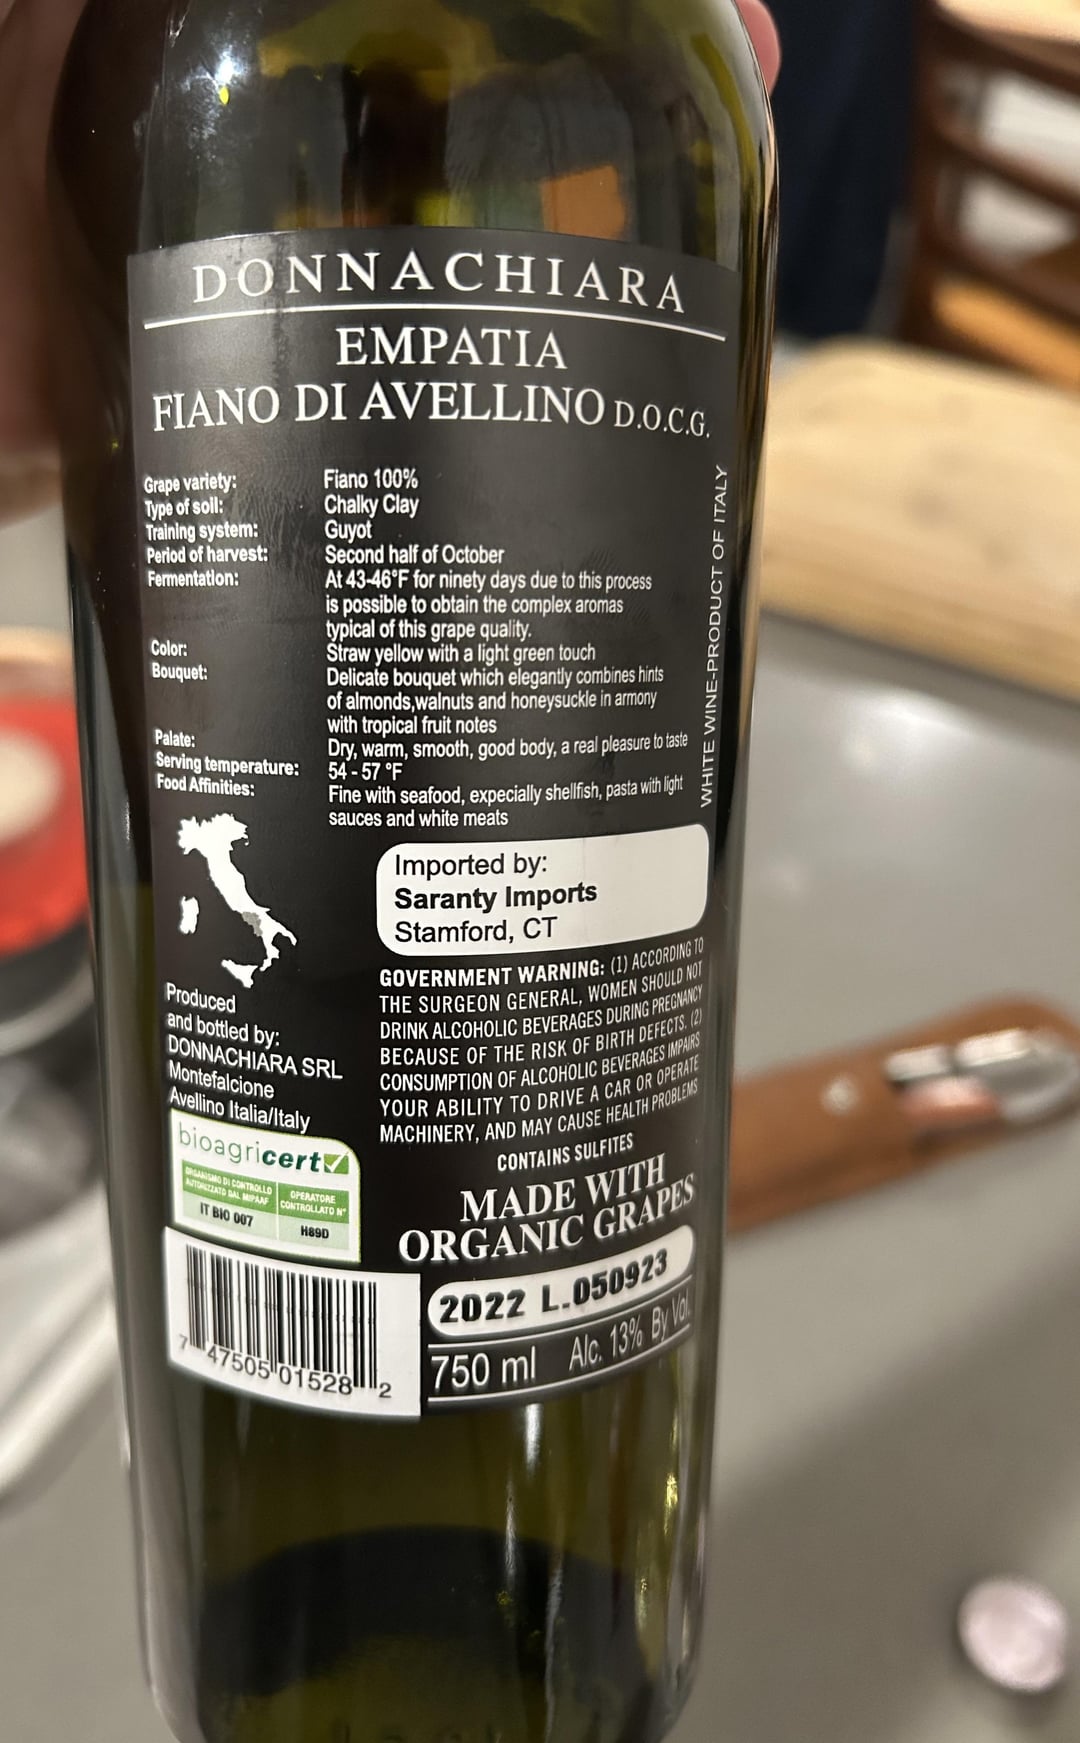 DONNACHIARA
EMPATIA
FIANO DI AVELLINO D.O.C.G.
Grape variety: Fiano 100%
Type of soil: Chalky Clay
Training system: Guyot
Period of harvest: Second half of October
Fermentation: At 43-46°F for ninety days due to this process
is possible to obtain the complex aromas
typical of this grape quality.
Color: Straw yellow with a light green touch
Bouquet: Delicate bouquet which elegantly combines hints
of almonds,walnuts and honeysuckle in armony
with tropical fruit notes
Palate: Dry, warm, smooth, good body, a real pleasure to taste
Serving temperature: 54 - 57 °F
Food Affinities: Fine with seafood, expecially shellfish, pasta with light
sauces and white meats
WHITE WINE-PRODUCT OF ITALY
Imported by:
Saranty Imports
Stamford, CT
GOVERNMENT WARNING: (1) ACCORDING TO
THE SURGEON GENERAL, WOMEN SHOULD NOT
DRINK ALCOHOLIC BEVERAGES DURING PREGNANCY
BECAUSE OF THE RISK OF BIRTH DEFECTS. (2)
CONSUMPTION OF ALCOHOLIC BEVERAGES IMPAIRS
YOUR ABILITY TO DRIVE A CAR OR OPERATE
MACHINERY, AND MAY CAUSE HEALTH PROBLEMS
CONTAINS SULFITES
Produced
and bottled by:
DONNACHIARA SRL
Montefalcione
Avellino Italia/Italy
bioagricert
ORGANISMO DI CONTROLLO
AUTORIZZATO DAL MIPAAF
IT BIO 007
OPERATORE
CONTROLLATO N°
H89D
MADE WITH
ORGANIC GRAPES
2022 L.050923
750 ml Alc. 13% By Vol.
7 47505 01528 2